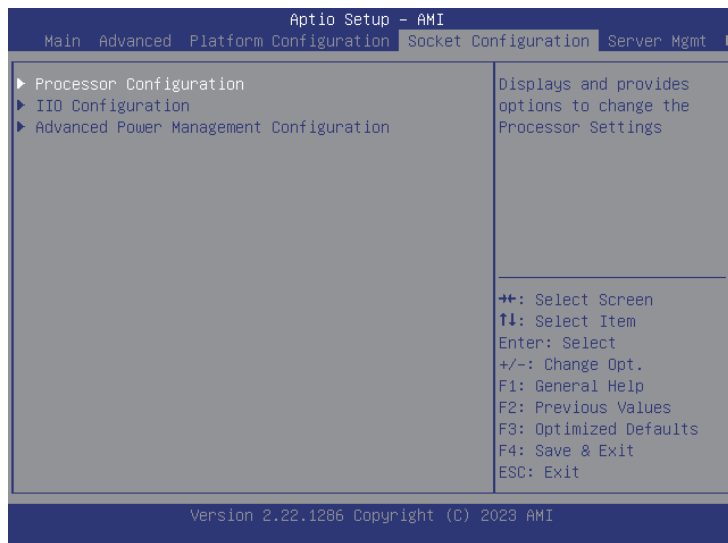 Aptio Setup - AMI
Main Advanced Platform Configuration Socket Configuration Server Mgmt
Processor Configuration
IIO Configuration
Advanced Power Management Configuration
Displays and provides
options to change the
Processor Settings
→←: Select Screen
↑↓: Select Item
Enter: Select
+/-: Change Opt.
F1: General Help
F2: Previous Values
F3: Optimized Defaults
F4: Save & Exit
ESC: Exit
Version 2.22.1286 Copyright (C) 2023 AMI